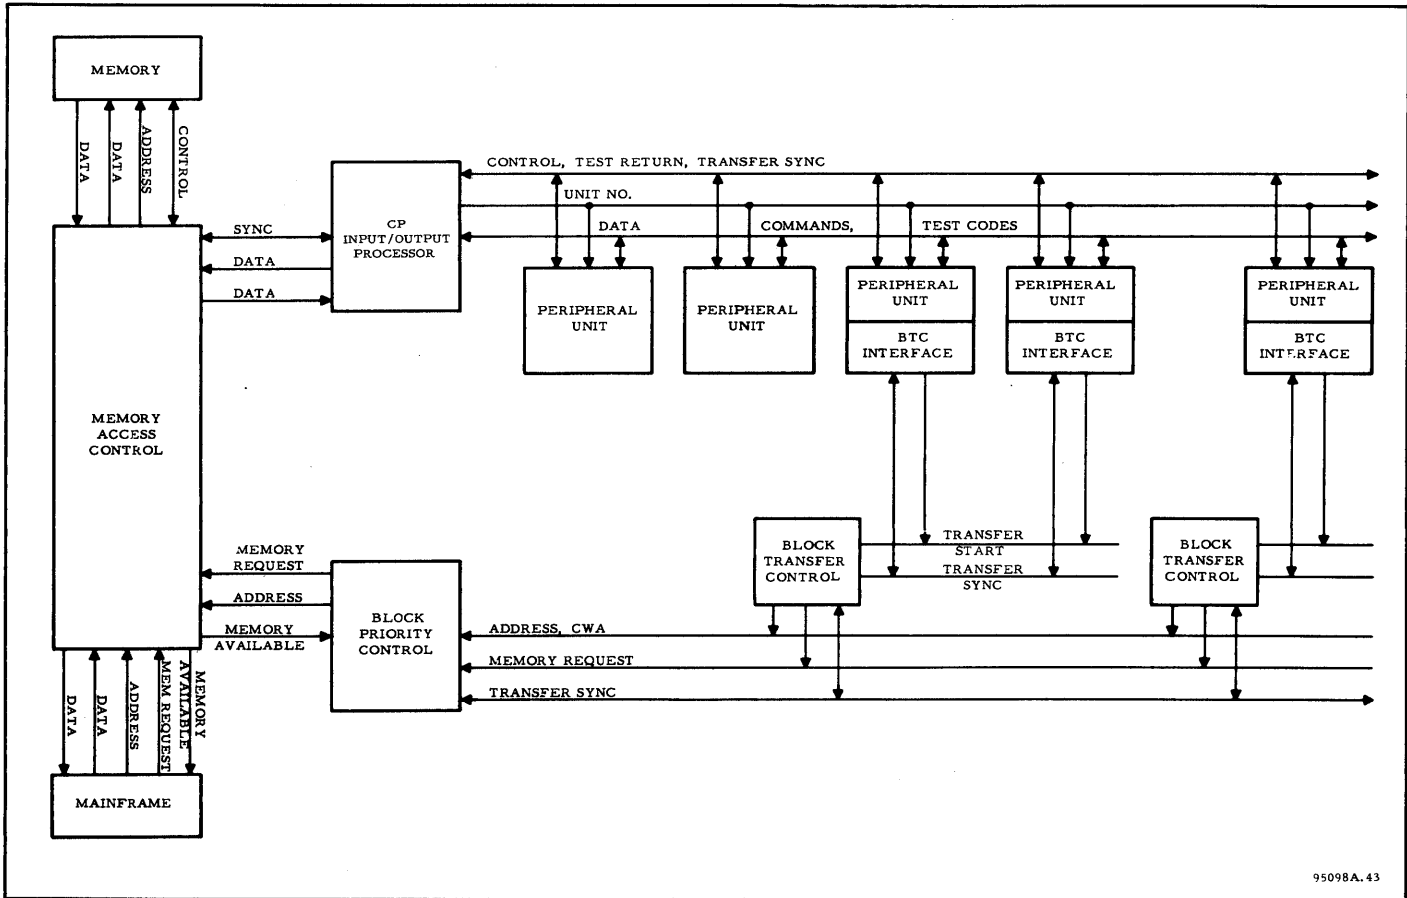 MEMORY
DATA
DATA
ADDRESS
CONTROL
CP
INPUT/OUTPUT
PROCESSOR
CONTROL, TEST RETURN, TRANSFER SYNC
UNIT NO.
DATA COMMANDS, TEST CODES
SYNC
DATA
DATA
PERIPHERAL
UNIT
PERIPHERAL
UNIT
PERIPHERAL
UNIT
BTC
INTERFACE
PERIPHERAL
UNIT
BTC
INTERFACE
PERIPHERAL
UNIT
BTC
INTERFACE
MEMORY
ACCESS
CONTROL
MEMORY
REQUEST
ADDRESS
MEMORY
AVAILABLE
BLOCK
PRIORITY
CONTROL
BLOCK
TRANSFER
CONTROL
TRANSFER
START
TRANSFER
SYNC
BLOCK
TRANSFER
CONTROL
ADDRESS, CWA
MEMORY REQUEST
TRANSFER SYNC
DATA
DATA
ADDRESS
MEM REQUEST
MEMORY
AVAILABLE
MAINFRAME
95098A.43